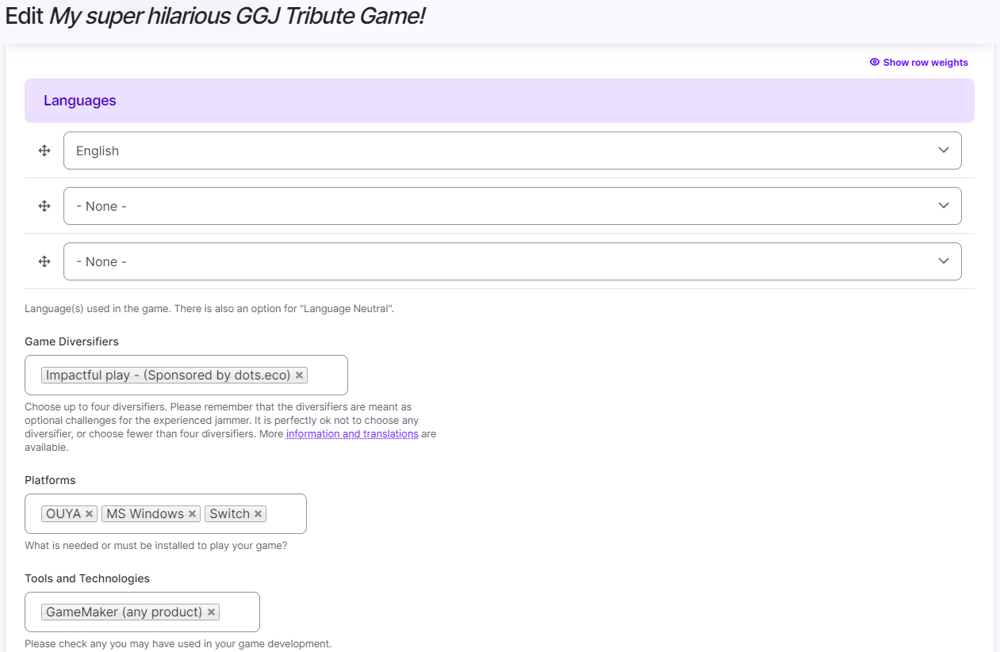 Edit My super hilarious GGJ Tribute Game!
Show row weights
Languages
English
- None -
- None -
Language(s) used in the game. There is also an option for "Language Neutral".
Game Diversifiers
Impactful play - (Sponsored by dots.eco) ×
Choose up to four diversifiers. Please remember that the diversifiers are meant as
optional challenges for the experienced jammer. It is perfectly ok not to choose any
diversifier, or choose fewer than four diversifiers. More information and translations are
available.
Platforms
OUYA × MS Windows × Switch ×
What is needed or must be installed to play your game?
Tools and Technologies
GameMaker (any product) ×
Please check any you may have used in your game development.